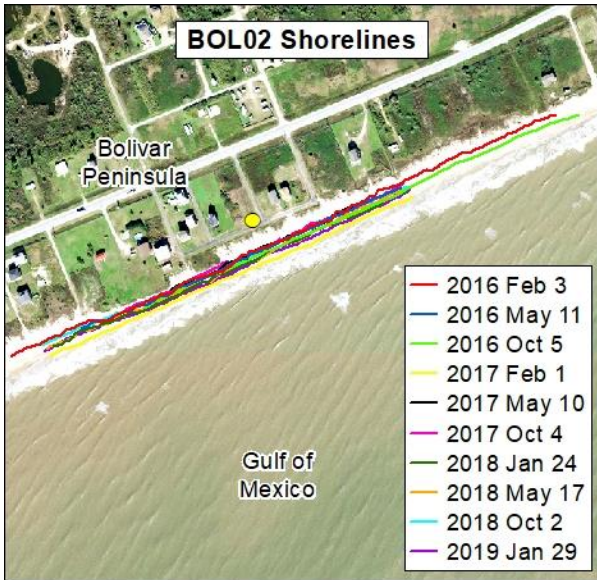 BOL02 Shorelines
Bolivar
Peninsula
2016 Feb 3
2016 May 11
2016 Oct 5
2017 Feb 1
2017 May 10
2017 Oct 4
2018 Jan 24
2018 May 17
2018 Oct 2
2019 Jan 29
Gulf of
Mexico